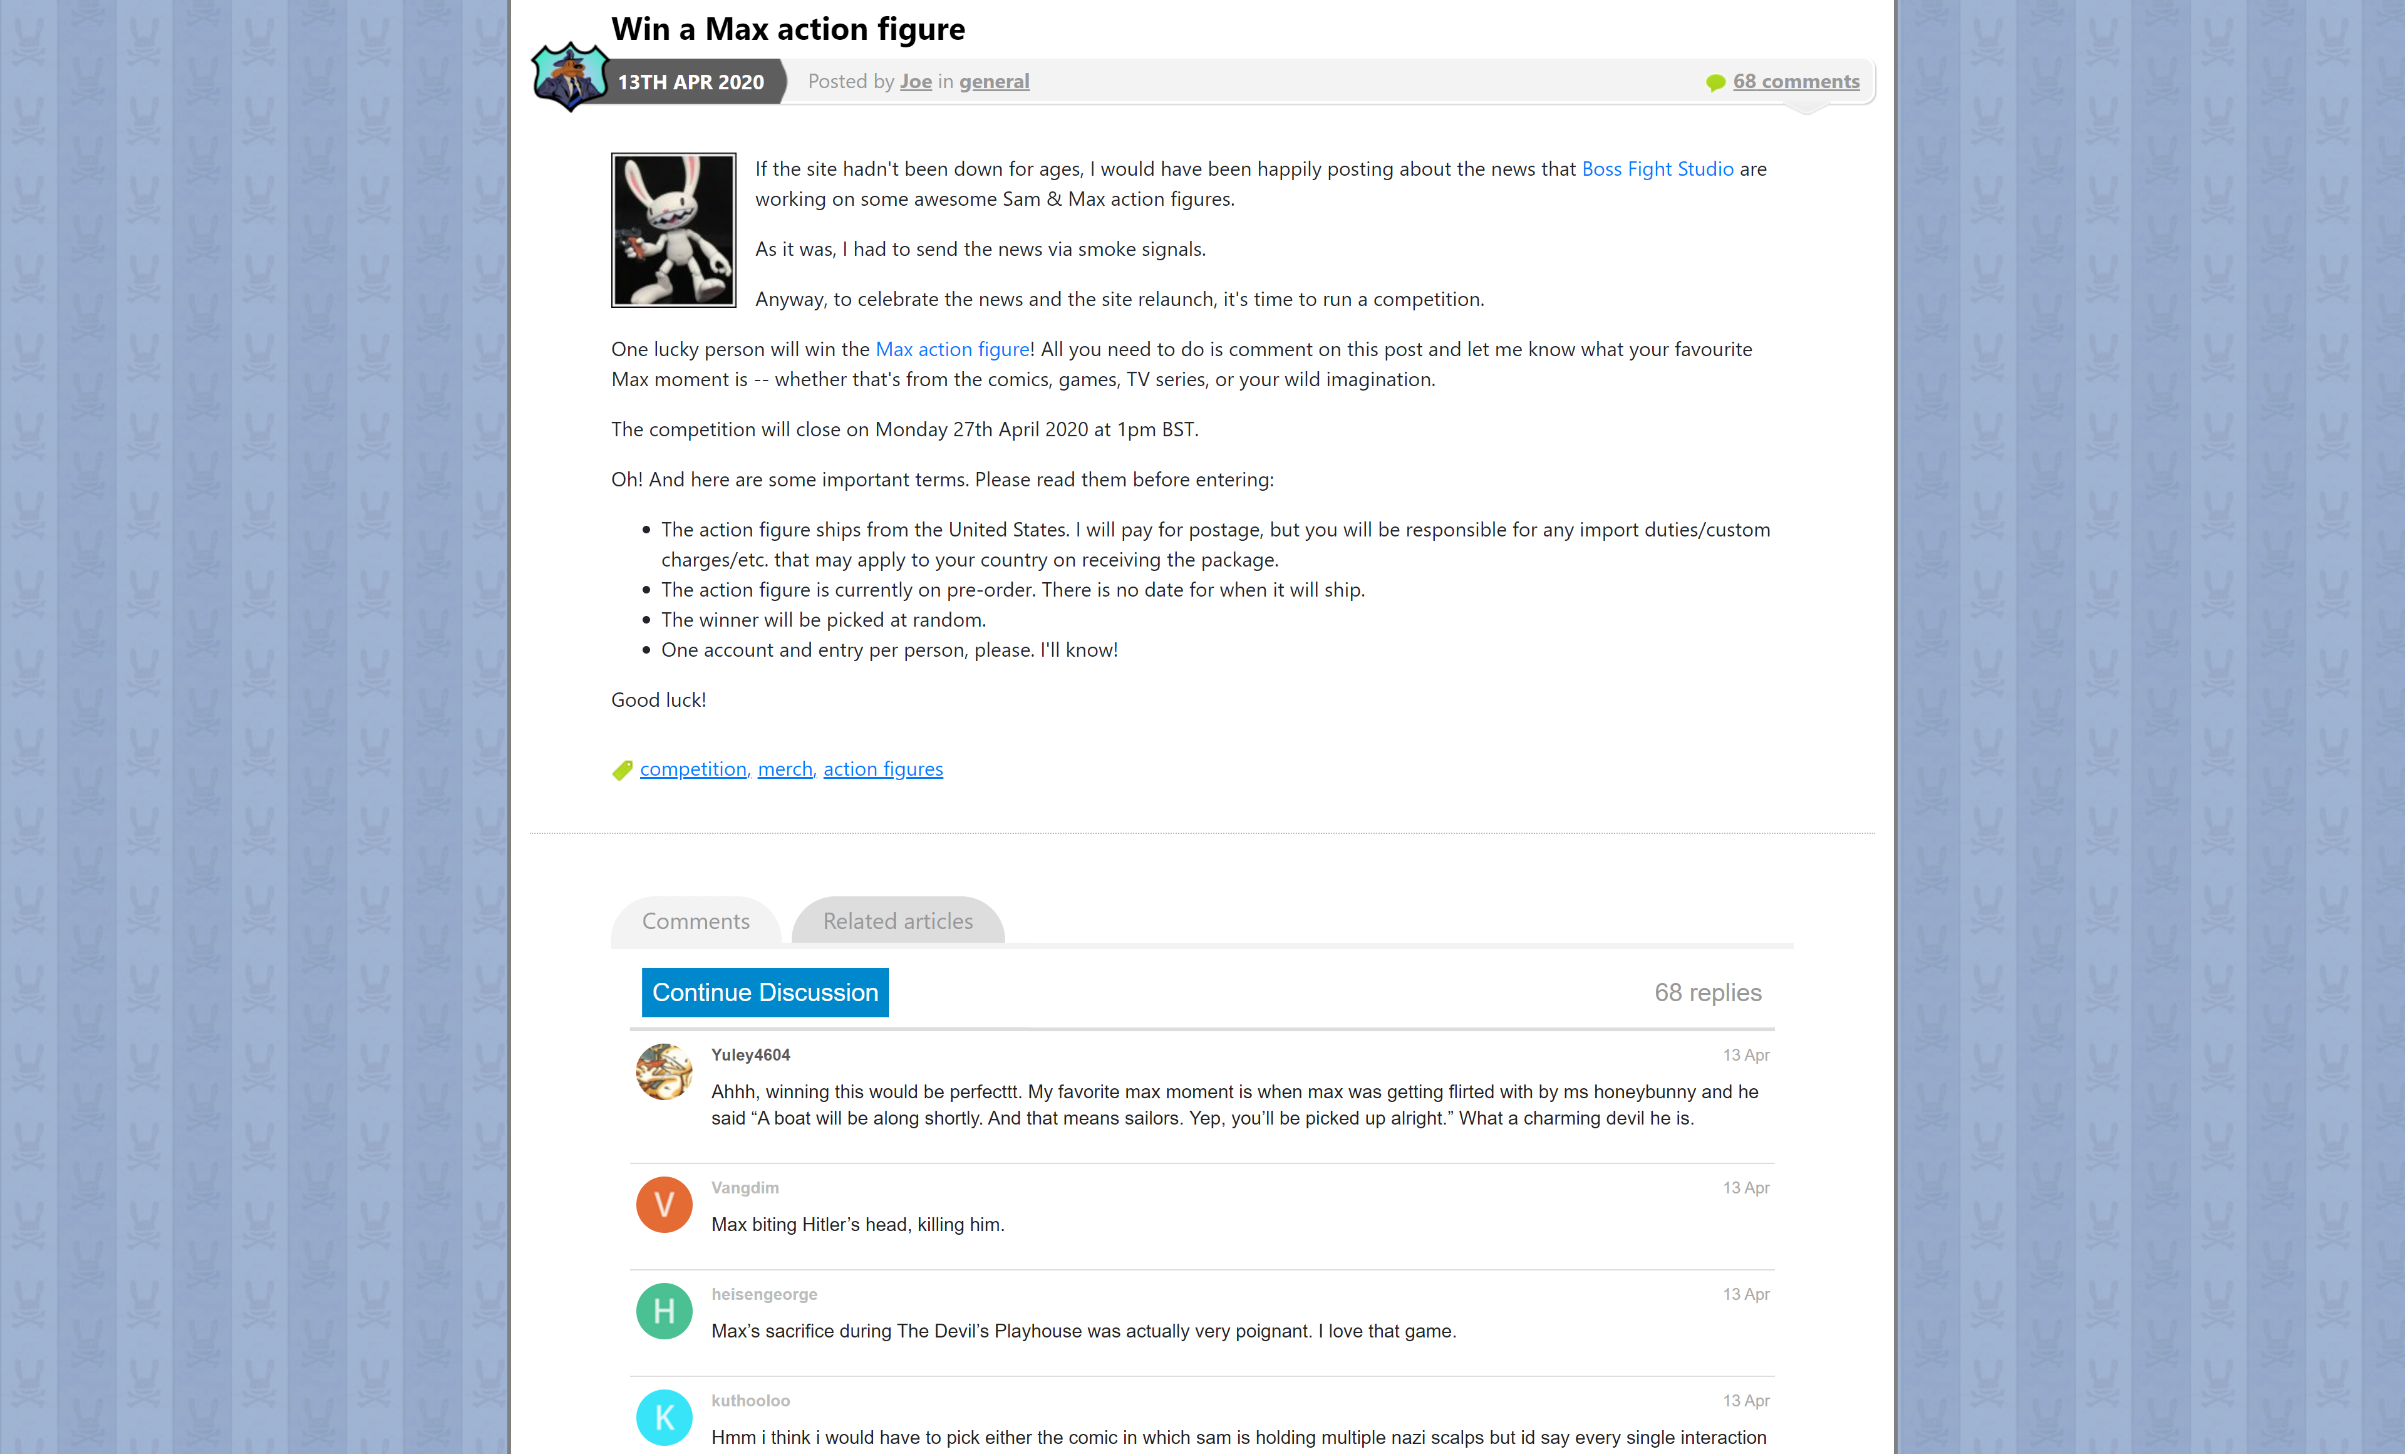 Win a Max action figure
13TH APR 2020
Posted by Joe in general
68 comments
If the site hadn't been down for ages, I would have been happily posting about the news that Boss Fight Studio are
working on some awesome Sam & Max action figures.
As it was, I had to send the news via smoke signals.
Anyway, to celebrate the news and the site relaunch, it's time to run a competition.
One lucky person will win the Max action figure! All you need to do is comment on this post and let me know what your favourite
Max moment is -- whether that's from the comics, games, TV series, or your wild imagination.
The competition will close on Monday 27th April 2020 at 1pm BST.
Oh! And here are some important terms. Please read them before entering:
• The action figure ships from the United States. I will pay for postage, but you will be responsible for any import duties/custom
charges/etc. that may apply to your country on receiving the package.
• The action figure is currently on pre-order. There is no date for when it will ship.
• The winner will be picked at random.
• One account and entry per person, please. I'll know!
Good luck!
competition, merch, action figures
Comments
Related articles
Continue Discussion
68 replies
Yuley4604
13 Apr
Ahhh, winning this would be perfecttt. My favorite max moment is when max was getting flirted with by ms honeybunny and he
said “A boat will be along shortly. And that means sailors. Yep, you’ll be picked up alright.” What a charming devil he is.
V
Vangdim
13 Apr
Max biting Hitler’s head, killing him.
H
heisengeorge
13 Apr
Max’s sacrifice during The Devil’s Playhouse was actually very poignant. I love that game.
K
kuthooloo
13 Apr
Hmm i think i would have to pick either the comic in which sam is holding multiple nazi scalps but id say every single interaction